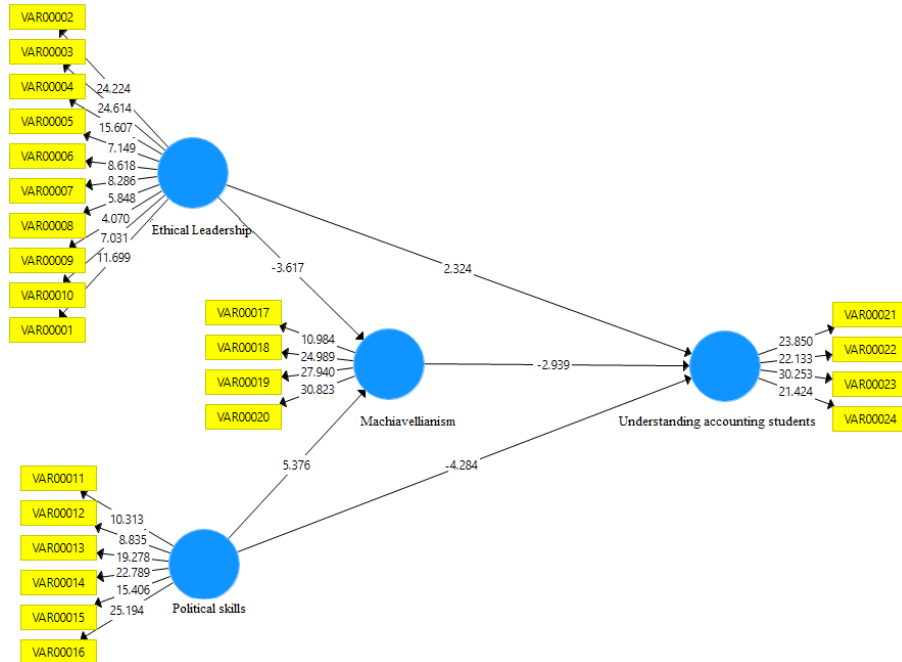 VAR00002
VAR00003
VAR00004
VAR00005
VAR00006
VAR00007
VAR00008
VAR00009
VAR00010
VAR00001
24.224
24.614
15.607
7.149
8.618
8.286
5.848
4.070
7.031
11.699
Ethical Leadership
-3.617
2.324
VAR00017
VAR00018
VAR00019
VAR00020
10.984
24.989
27.940
30.823
Machiavellianism
-2.939
VAR00021
VAR00022
VAR00023
VAR00024
23.850
22.133
30.253
21.424
Understanding accounting students
5.376
-4.284
VAR00011
VAR00012
VAR00013
VAR00014
VAR00015
VAR00016
10.313
8.835
19.278
22.789
15.406
25.194
Political skills